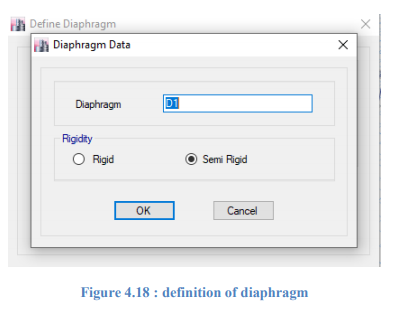 Define Diaphragm
Diaphragm Data
Diaphragm D1
Rigidity
Rigid Semi Rigid
OK Cancel
Figure 4.18 : definition of diaphragm